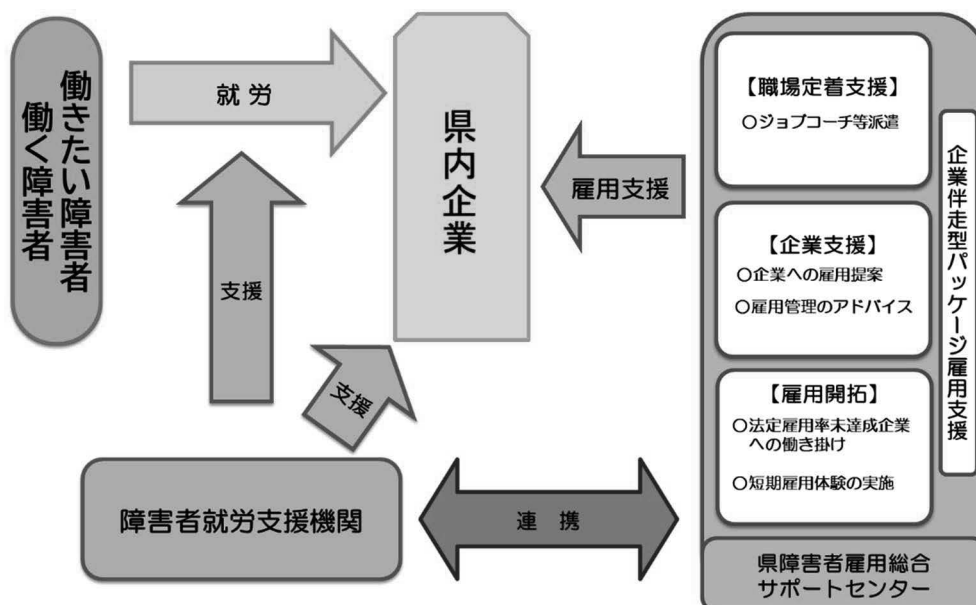 働きたい障害者
働く障害者
就労
県内企業
雇用支援
支援
支援
障害者就労支援機関
連携
【職場定着支援】
○ジョブコーチ等派遣
【企業支援】
○企業への雇用提案
○雇用管理のアドバイス
【雇用開拓】
○法定雇用率未達成企業
への働き掛け
○短期雇用体験の実施
企業伴走型パッケージ雇用支援
県障害者雇用総合
サポートセンター